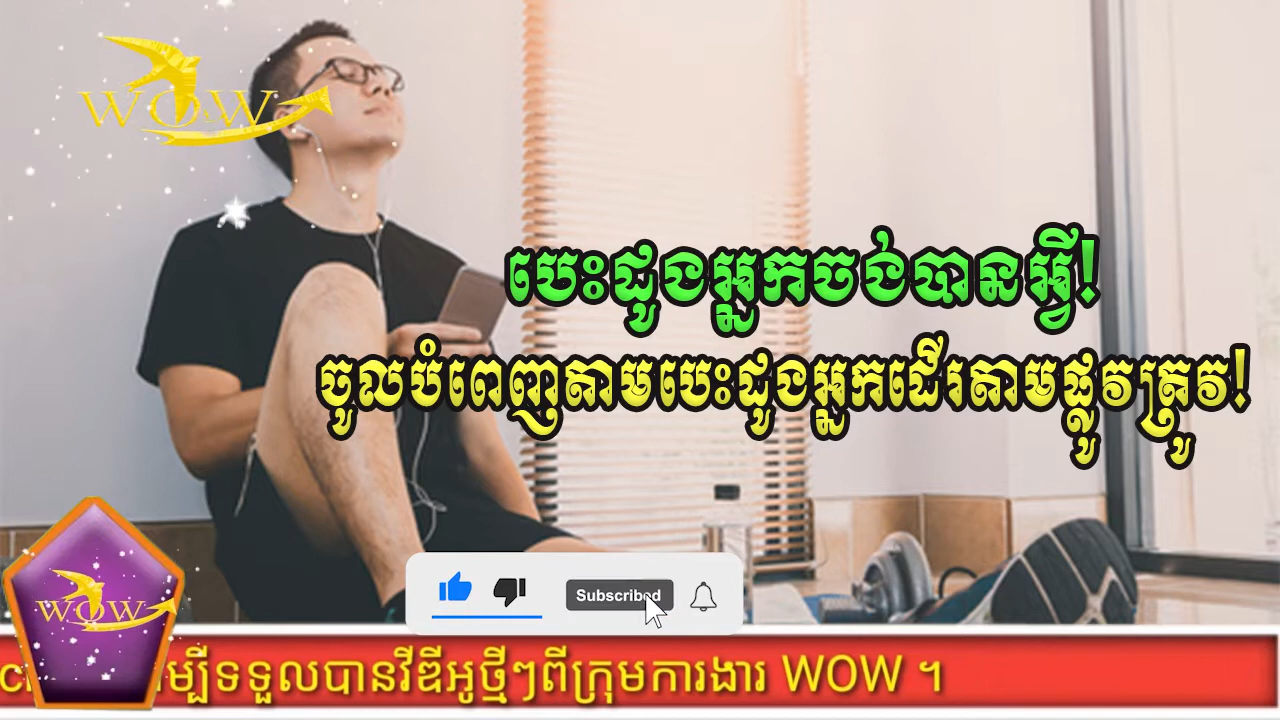 WOW
បេះដូងអ្នកចង់បានអ្វី!
ចូលបំពេញតាមបេះដូងអ្នកដើរតាមផ្លូវត្រូវ!
Subscribed
WOW
ម្បីទទួលបានវីឌីអូថ្មីៗពីក្រុមការងារ WOW ។